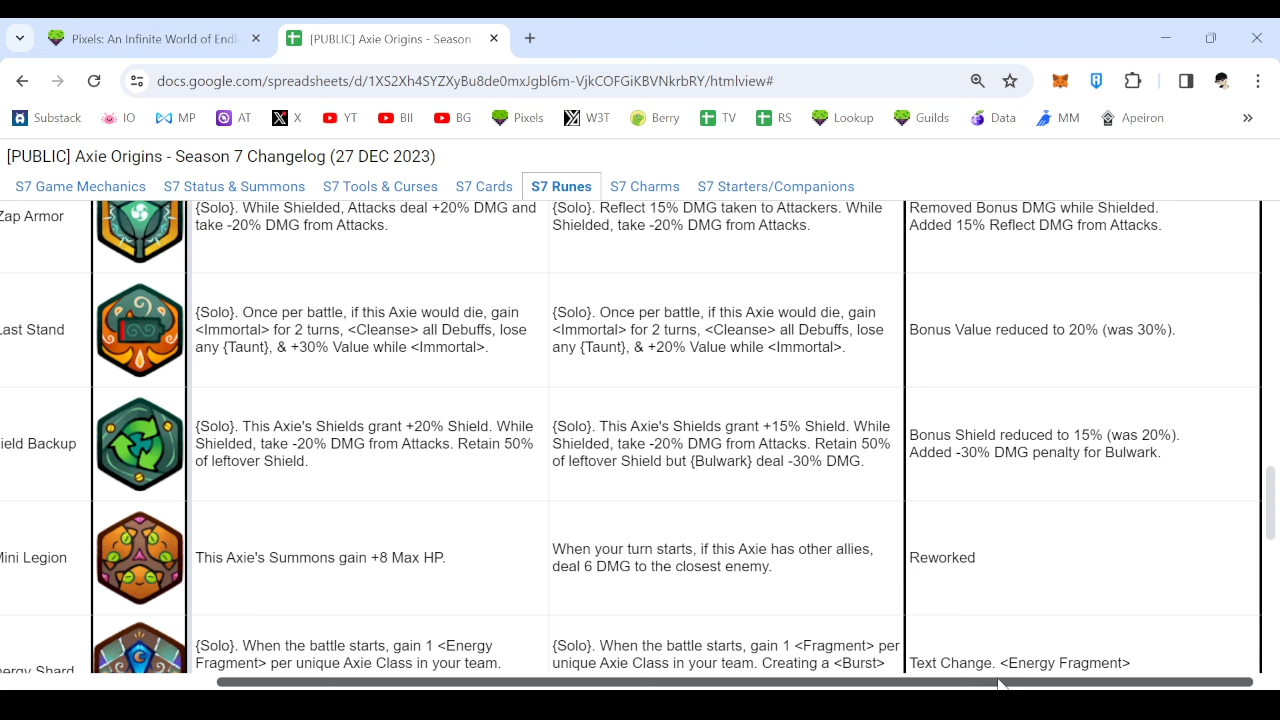 Pixels: An Infinite World of Endl
[PUBLIC] Axie Origins - Season
docs.google.com/spreadsheets/d/1XS2Xh4SYZXyBu8de0mxJgbl6m-VjkCOFGiKBVNkrbRY/htmlview#
Substack IO MP AT X YT BII BG Pixels W3T Berry TV RS Lookup Guilds Data MM Apeiron
[PUBLIC] Axie Origins - Season 7 Changelog (27 DEC 2023)
S7 Game Mechanics S7 Status & Summons S7 Tools & Curses S7 Cards S7 Runes S7 Charms S7 Starters/Companions
Zap Armor
{Solo}. While Shielded, Attacks deal +20% DMG and
take -20% DMG from Attacks.
{Solo}. Reflect 15% DMG taken to Attackers. While
Shielded, take -20% DMG from Attacks.
Removed Bonus DMG while Shielded.
Added 15% Reflect DMG from Attacks.
Last Stand
{Solo}. Once per battle, if this Axie would die, gain
<Immortal> for 2 turns, <Cleanse> all Debuffs, lose
any {Taunt}, & +30% Value while <Immortal>.
{Solo}. Once per battle, if this Axie would die, gain
<Immortal> for 2 turns, <Cleanse> all Debuffs, lose
any {Taunt}, & +20% Value while <Immortal>.
Bonus Value reduced to 20% (was 30%).
ield Backup
{Solo}. This Axie's Shields grant +20% Shield. While
Shielded, take -20% DMG from Attacks. Retain 50%
of leftover Shield.
{Solo}. This Axie's Shields grant +15% Shield. While
Shielded, take -20% DMG from Attacks. Retain 50%
of leftover Shield but {Bulwark} deal -30% DMG.
Bonus Shield reduced to 15% (was 20%).
Added -30% DMG penalty for Bulwark.
Mini Legion
This Axie's Summons gain +8 Max HP.
When your turn starts, if this Axie has other allies,
deal 6 DMG to the closest enemy.
Reworked
ergy Shard
{Solo}. When the battle starts, gain 1 <Energy
Fragment> per unique Axie Class in your team.
{Solo}. When the battle starts, gain 1 <Fragment> per
unique Axie Class in your team. Creating a <Burst>
Text Change. <Energy Fragment>